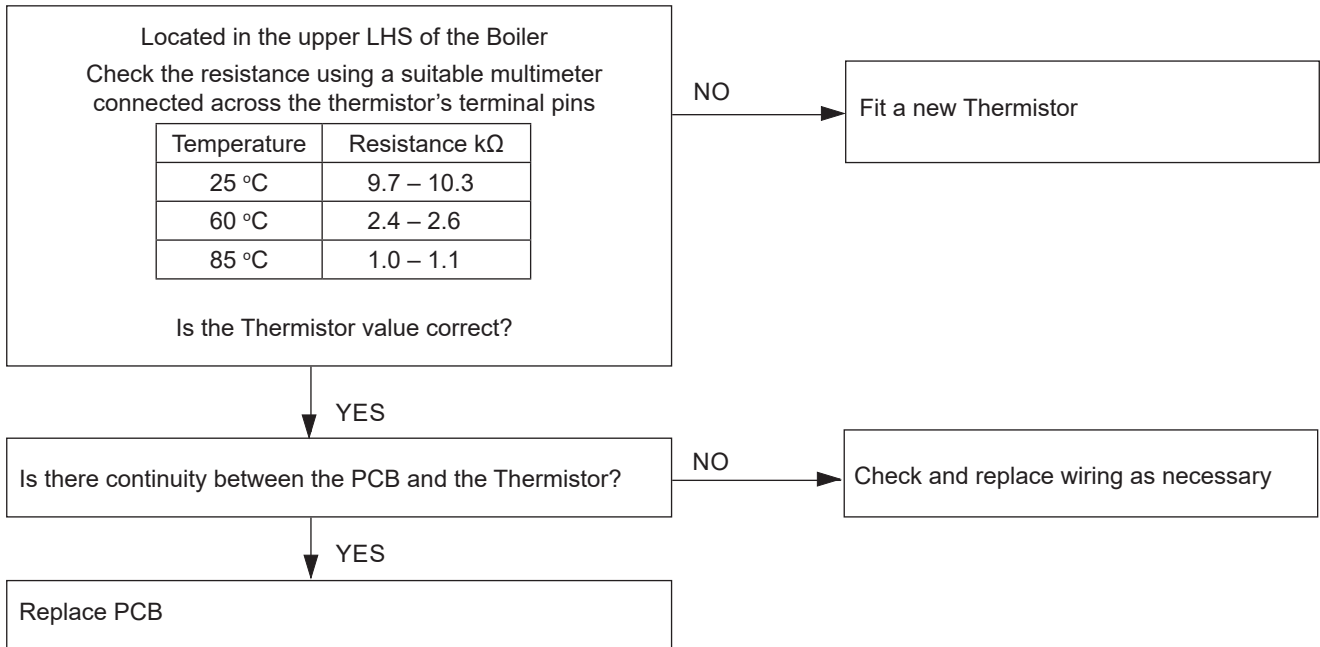 Located in the upper LHS of the Boiler
Check the resistance using a suitable multimeter
connected across the thermistor's terminal pins
Temperature Resistance kΩ
25 °C 9.7 – 10.3
60 °C 2.4 – 2.6
85 °C 1.0 – 1.1
Is the Thermistor value correct?
NO
Fit a new Thermistor
YES
Is there continuity between the PCB and the Thermistor?
NO
Check and replace wiring as necessary
YES
Replace PCB